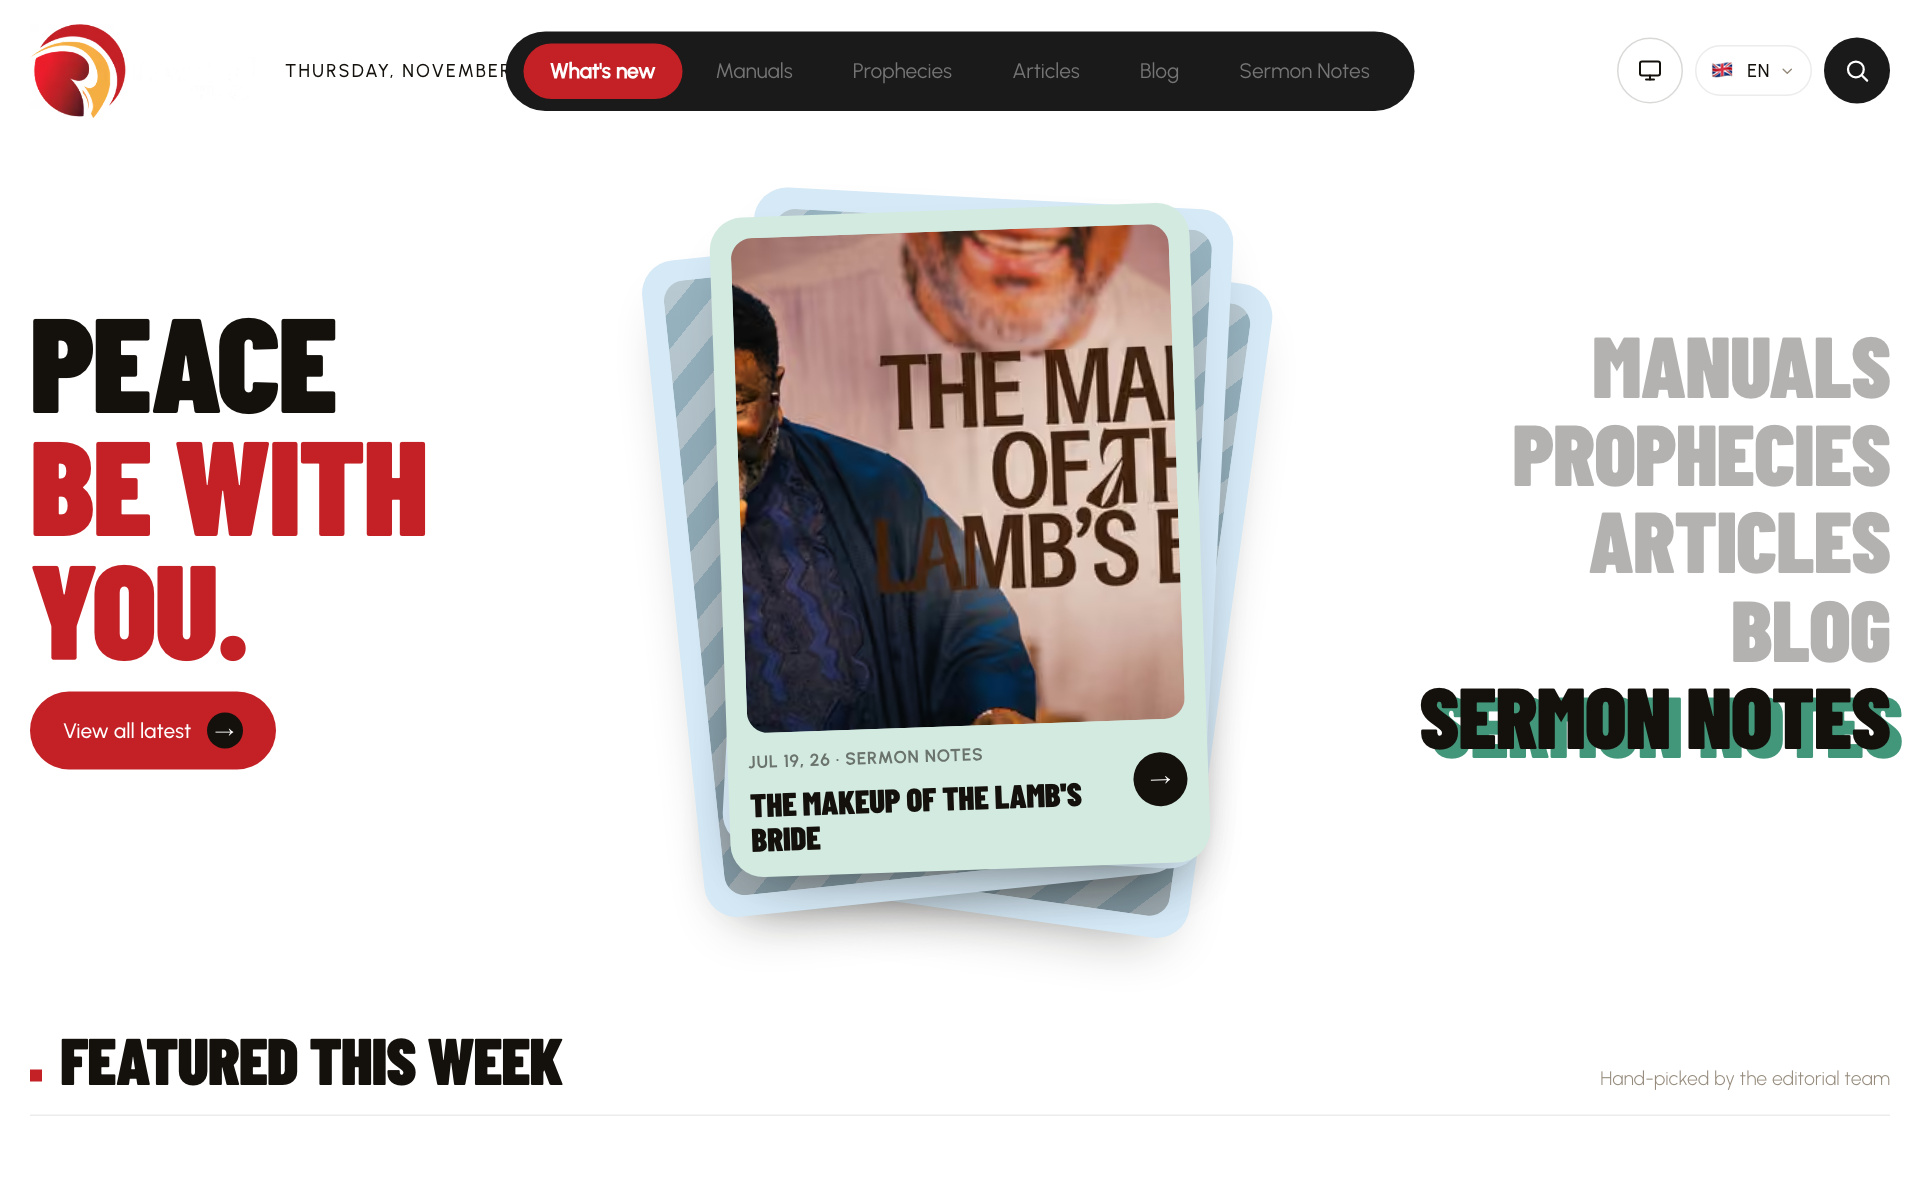 THURSDAY, NOVEMBER
What's new
Manuals
Prophecies
Articles
Blog
Sermon Notes
EN
PEACE
BE WITH
YOU.
View all latest
THE MA
OF TH
LAMB'S
JUL 19, 26 · SERMON NOTES
THE MAKEUP OF THE LAMB'S
BRIDE
MANUALS
PROPHECIES
ARTICLES
BLOG
SERMON NOTES
FEATURED THIS WEEK
Hand-picked by the editorial team